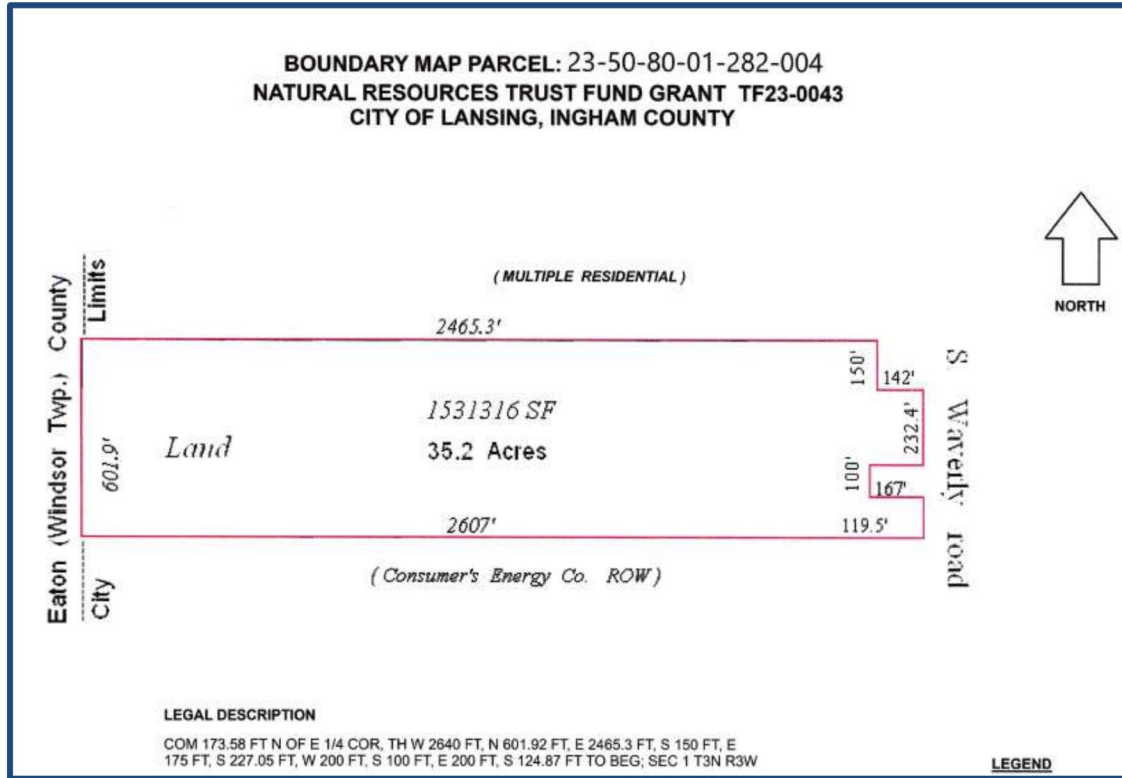 BOUNDARY MAP PARCEL: 23-50-80-01-282-004
NATURAL RESOURCES TRUST FUND GRANT TF23-0043
CITY OF LANSING, INGHAM COUNTY
NORTH
( MULTIPLE RESIDENTIAL )
Eaton (Windsor Twp.) County
City
Limits
2465.3'
150'
142'
S Waverly road
1531316 SF
232.4'
Land
35.2 Acres
601.9'
100'
167'
2607'
119.5'
( Consumer's Energy Co. ROW )
LEGAL DESCRIPTION
COM 173.58 FT N OF E 1/4 COR, TH W 2640 FT, N 601.92 FT, E 2465.3 FT, S 150 FT, E
175 FT, S 227.05 FT, W 200 FT, S 100 FT, E 200 FT, S 124.87 FT TO BEG; SEC 1 T3N R3W
LEGEND